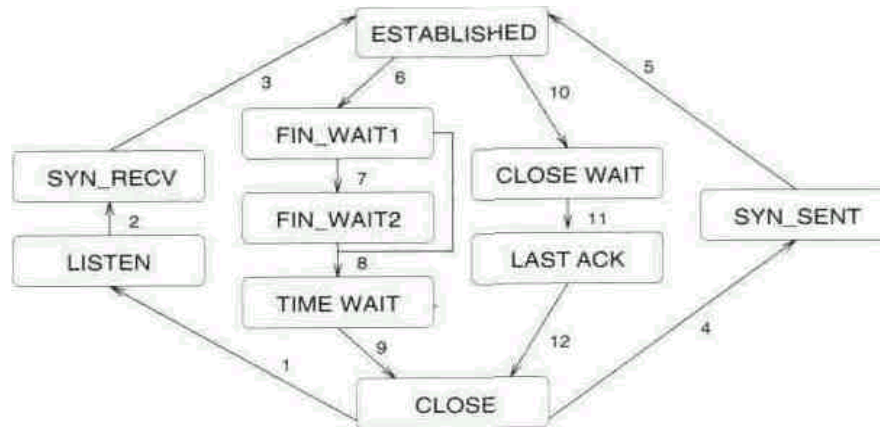 ESTABLISHED
3
6
5
10
FIN_WAIT1
SYN_RECV
7
CLOSE WAIT
2
FIN_WAIT2
11
SYN_SENT
LISTEN
8
LAST ACK
TIME WAIT
1
9
12
4
CLOSE